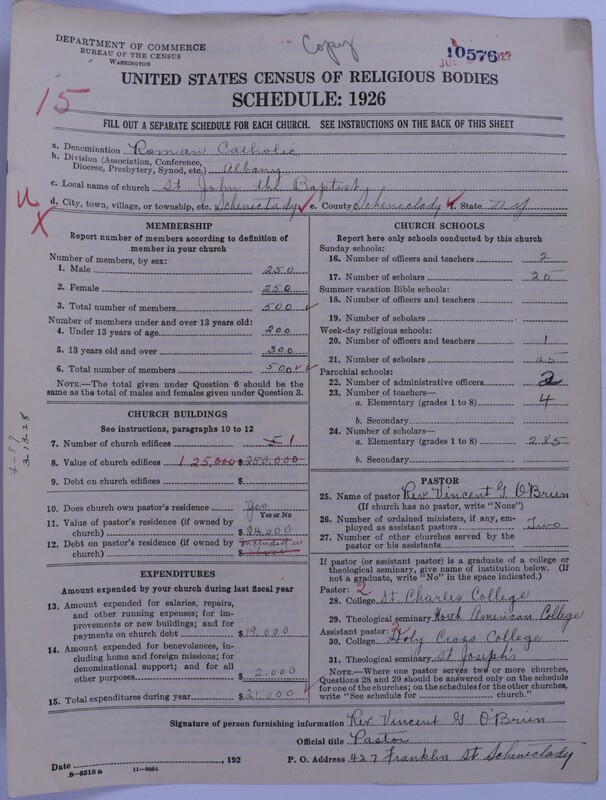 Copy
DEPARTMENT OF COMMERCE
BUREAU OF THE CENSUS
WASHINGTON
10576
UNITED STATES CENSUS OF RELIGIOUS BODIES
SCHEDULE: 1926
15
FILL OUT A SEPARATE SCHEDULE FOR EACH CHURCH. SEE INSTRUCTIONS ON THE BACK OF THIS SHEET
a. Denomination Roman Catholic
b. Division (Association, Conference,
Diocese, Presbytery, Synod, etc.) Albany
c. Local name of church St John the Baptist
d. City, town, village, or township, etc. Schenectady e. County Scheneclady f. State N Y
MEMBERSHIP
Report number of members according to definition of
member in your church
Number of members, by sex:
1. Male 250
2. Female 250
3. Total number of members 500
Number of members under and over 13 years old:
4. Under 13 years of age 200
5. 13 years old and over 300
6. Total number of members 500
NOTE.—The total given under Question 6 should be
same as the total of males and females given under Question 3.
CHURCH BUILDINGS
See instructions, paragraphs 10 to 12
7. Number of church edifices 5 1
8. Value of church edifices 125,000 $250,000
9. Debt on church edifices $
10. Does church own pastor's residence? Yes
Yes or No
11. Value of pastor's residence (if owned by
church) $24,000
12. Debt on pastor's residence (if owned by
church) $
EXPENDITURES
Amount expended by your church during last fiscal year
13. Amount expended for salaries, repairs,
and other running expenses; for im-
provements or new buildings; and for
payments on church debt $19,000
14. Amount expended for benevolences, in-
cluding home and foreign missions; for
denominational support; and for all
other purposes $2,000
15. Total expenditures during year $21,000
CHURCH SCHOOLS
Report here only schools conducted by this church
Sunday schools:
16. Number of officers and teachers 2
17. Number of scholars 25
Summer vacation Bible schools:
18. Number of officers and teachers
19. Number of scholars
Week-day religious schools:
20. Number of officers and teachers 1
21. Number of scholars
Parochial schools:
22. Number of administrative officers 2
23. Number of teachers—
a. Elementary (grades 1 to 8) 4
b. Secondary
24. Number of scholars—
a. Elementary (grades 1 to 8) 285
b. Secondary
PASTOR
25. Name of pastor Rev. Vincent G O'Brien
(If church has no pastor, write "None")
26. Number of ordained ministers, if any, em-
ployed as assistant pastors Two
27. Number of other churches served by the
pastor or his assistants
If pastor (or assistant pastor) is a graduate of a college or
theological seminary, give name of institution below. (If
not a graduate, write "No" in the space indicated.)
Pastor: 2
28. College St Charles College
29. Theological seminary North American College
Assistant pastor:
30. College Holy Cross College
31. Theological seminary St Joseph's
NOTE.—Where one pastor serves two or more churches,
Questions 28 and 29 should be answered only on the schedule
for one of the churches; on the schedules for the other churches,
write "See schedule for church."
Signature of person furnishing information Rev. Vincent G O'Brien
Official title Pastor
Date , 192 P. O. Address 427 Franklin St Scheneclady
8-5518 a 11-9064
3-13-28